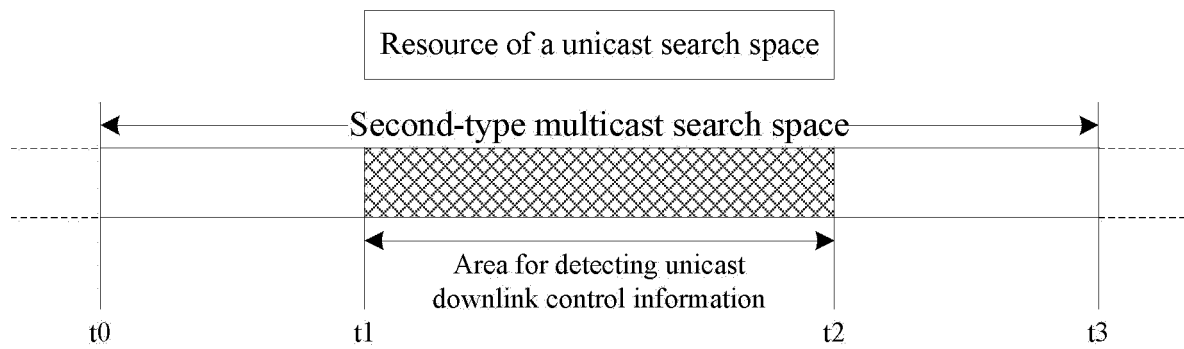 Resource of a unicast search space
Second-type multicast search space
Area for detecting unicast
downlink control information
t0
t1
t2
t3